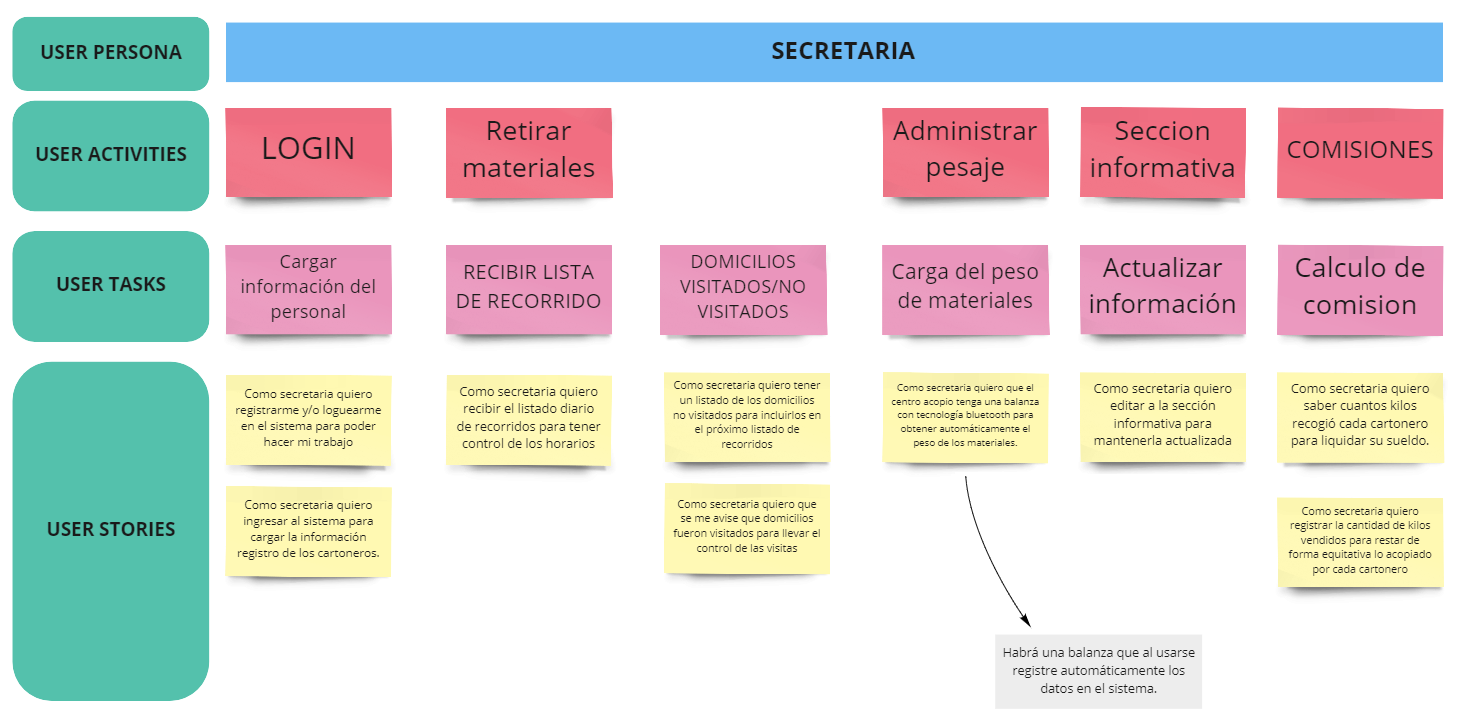 USER PERSONA
SECRETARIA
USER ACTIVITIES
LOGIN
Retirar
materiales
Administrar
pesaje
Seccion
informativa
COMISIONES
USER TASKS
Cargar
información del
personal
RECIBIR LISTA
DE RECORRIDO
DOMICILIOS
VISITADOS/NO
VISITADOS
Carga del peso
de materiales
Actualizar
información
Calculo de
comision
USER STORIES
Como secretaria quiero
registrarme y/o loguearme
en el sistema para poder
hacer mi trabajo
Como secretaria quiero
recibir el listado diario
de recorridos para tener
control de los horarios
Como secretaria quiero tener
un listado de los domicilios
no visitados para incluirlos en
el próximo listado de
recorridos
Como secretaria quiero que el
centro acopio tenga una balanza
con tecnología bluetooth para
obtener automáticamente el
peso de los materiales.
Como secretaria quiero
editar a la sección
informativa para
mantenerla actualizada
Como secretaria quiero
saber cuantos kilos
recogió cada cartonero
para liquidar su sueldo.
Como secretaria quiero
ingresar al sistema para
cargar la información
registro de los cartoneros.
Como secretaria quiero que
se me avise que domicilios
fueron visitados para llevar el
control de las visitas
Como secretaria quiero
registrar la cantidad de kilos
vendidos para restar de
forma equitativa lo acopiado
por cada cartonero
Habrá una balanza que al usarse
registre automáticamente los
datos en el sistema.